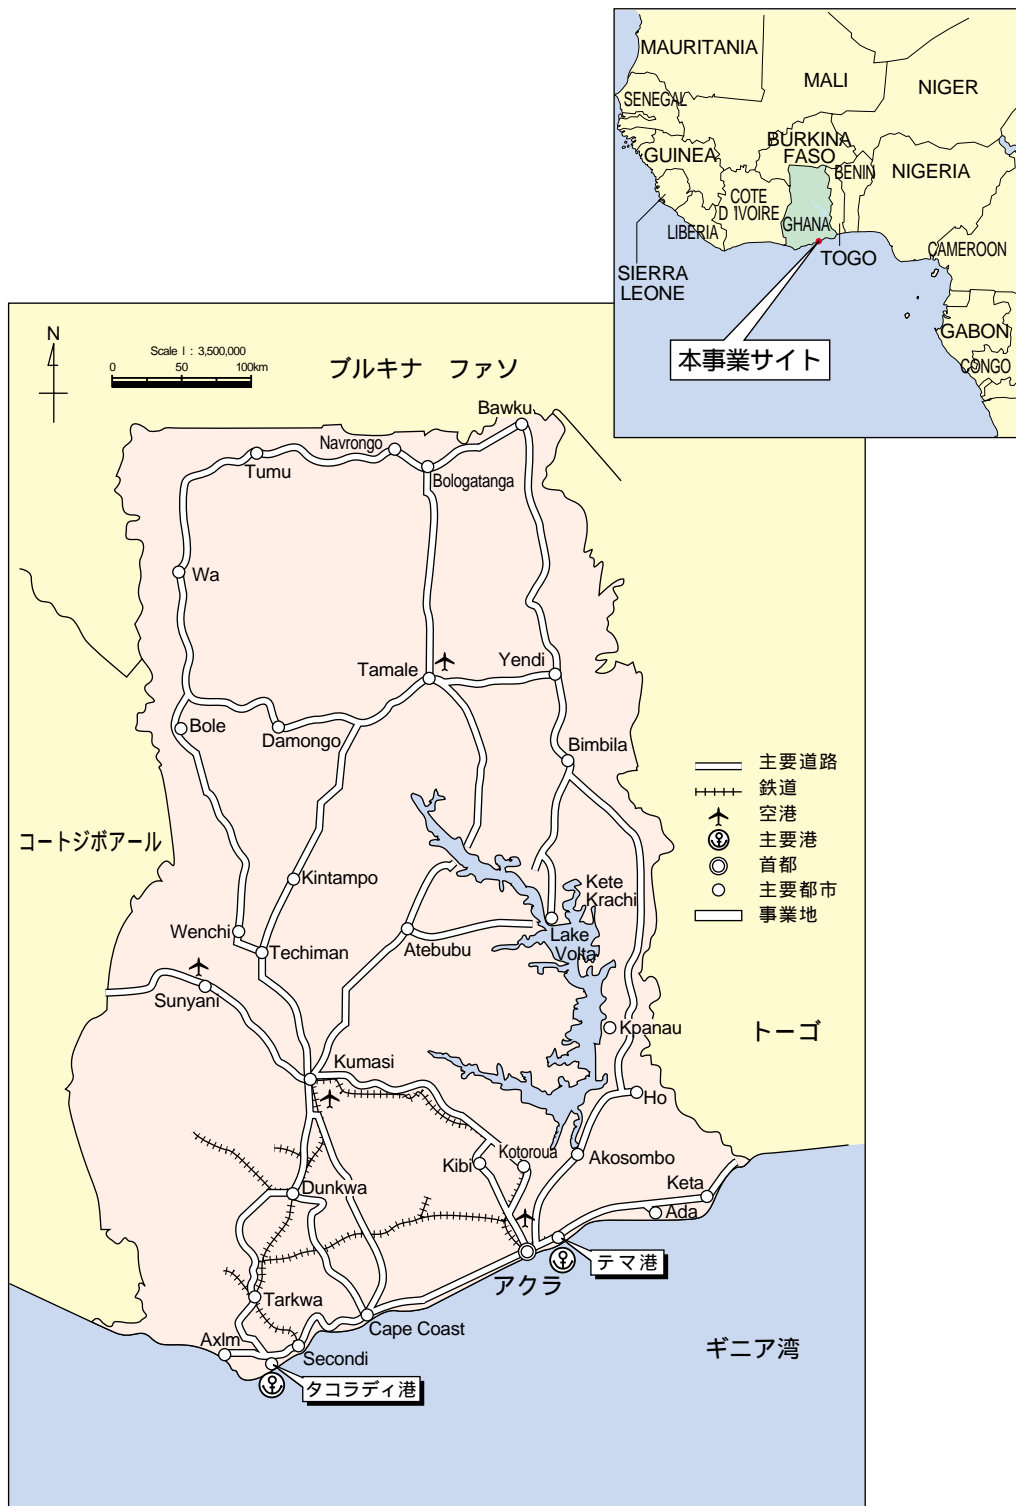 MAURITANIA
MALI
NIGER
SENEGAL
BURKINA
FASO
GUINEA
BENIN
NIGERIA
COTE
D 'IVOIRE
GHANA
LIBERIA
TOGO
CAMEROON
SIERRA
LEONE
GABON
CONGO
本事業サイト
N
Scale 1 : 3,500,000
0 50 100km
ブルキナ ファソ
Bawku
Navrongo
Tumu
Bologatanga
Wa
Tamale
Yendi
Bole
Damongo
Bimbila
主要道路
鉄道
空港
主要港
首都
主要都市
事業地
コートジボアール
Kintampo
Kete
Krachi
Wenchi
Techiman
Atebubu
Lake
Volta
Sunyani
Kpanau
トーゴ
Kumasi
Ho
Kotoroua
Kibi
Akosombo
Dunkwa
Keta
Ada
テマ港
アクラ
Tarkwa
Cape Coast
Axlm
Secondi
ギニア湾
タコラディ港